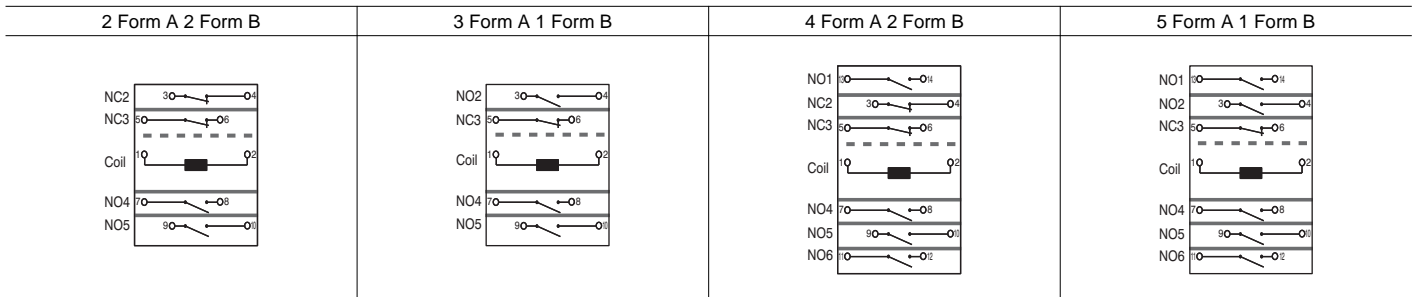 2 Form A 2 Form B
3 Form A 1 Form B
4 Form A 2 Form B
5 Form A 1 Form B
NC2 3 4
NC3 5 6
Coil 1 2
NO4 7 8
NO5 9 10
NO2 3 4
NC3 5 6
Coil 1 2
NO4 7 8
NO5 9 10
NO1 13 14
NC2 3 4
NC3 5 6
Coil 1 2
NO4 7 8
NO5 9 10
NO6 11 12
NO1 13 14
NO2 3 4
NC3 5 6
Coil 1 2
NO4 7 8
NO5 9 10
NO6 11 12